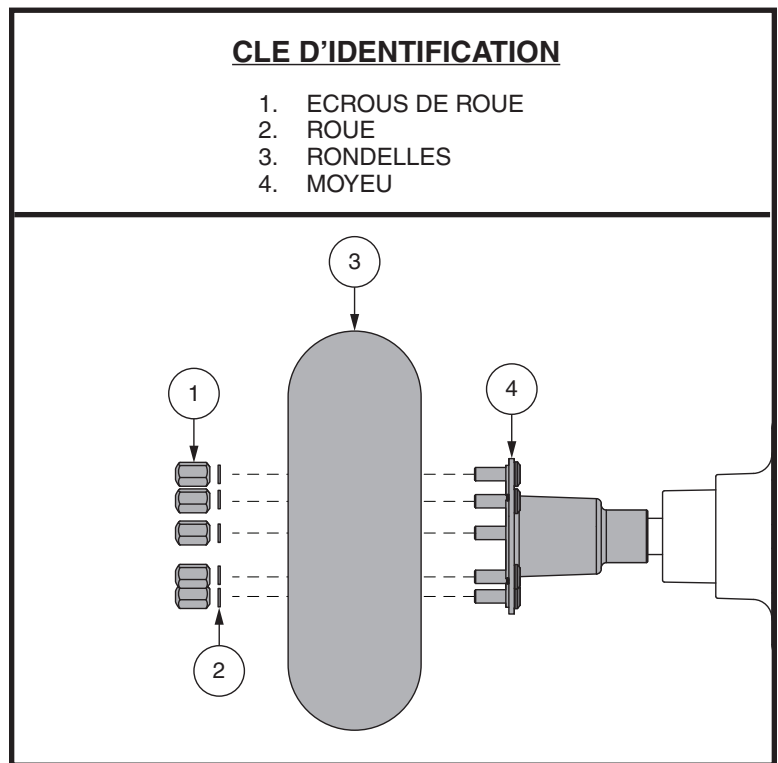 CLE D'IDENTIFICATION
1. ECROUS DE ROUE
2. ROUE
3. RONDELLES
4. MOYEU
3
1
4
2